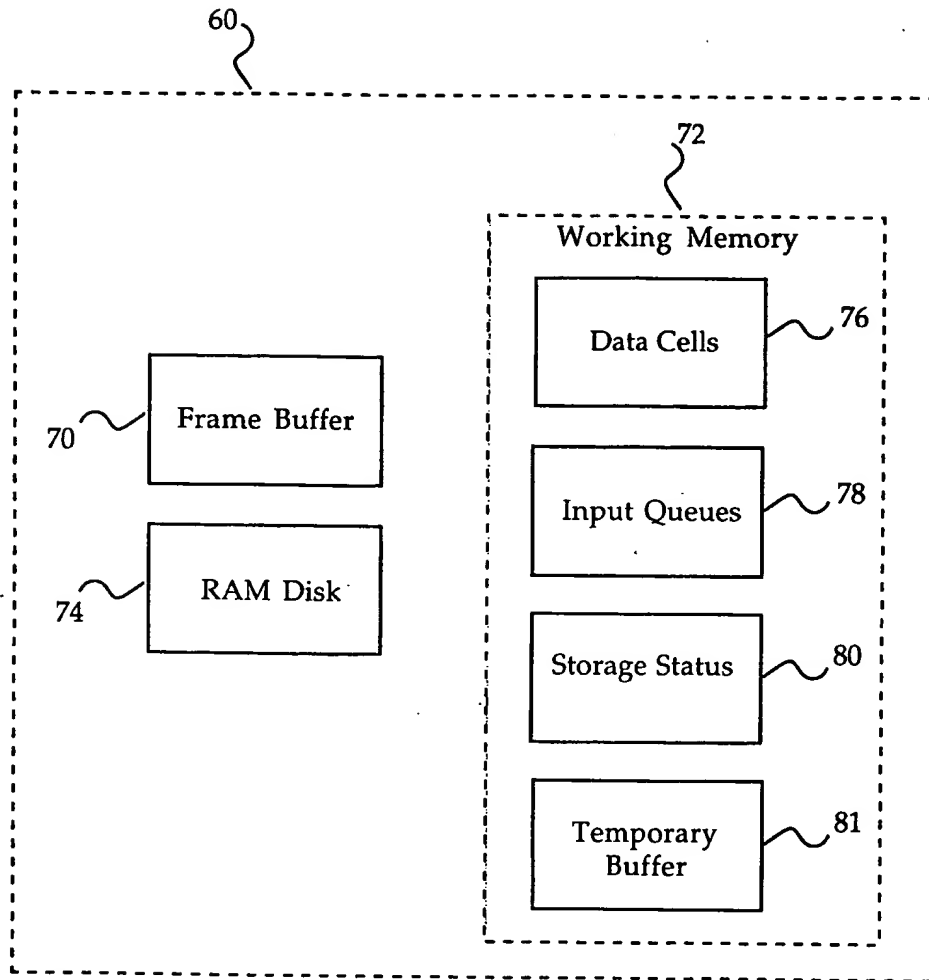 60
72
Working Memory
Data Cells
76
Frame Buffer
70
Input Queues
78
RAM Disk
74
Storage Status
80
Temporary
Buffer
81